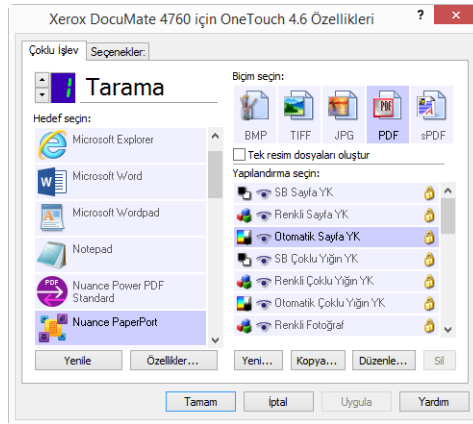 Xerox DocuMate 4760 için OneTouch 4.6 Özellikleri
Çoklu İşlev
Seçenekler:
1
Tarama
Hedef seçin:
Microsoft Explorer
Microsoft Word
Microsoft Wordpad
Notepad
Nuance Power PDF
Standard
Nuance PaperPort
Yenile
Özellikler...
Biçim seçin:
BMP
TIFF
JPG
PDF
sPDF
Tek resim dosyaları oluştur
Yapılandırma seçin:
SB Sayfa YK
Renkli Sayfa YK
Otomatik Sayfa YK
SB Çoklu Yığın YK
Renkli Çoklu Yığın YK
Otomatik Çoklu Yığın YK
Renkli Fotoğraf
Yeni...
Kopya...
Düzenle...
Sil
Tamam
İptal
Uygula
Yardım